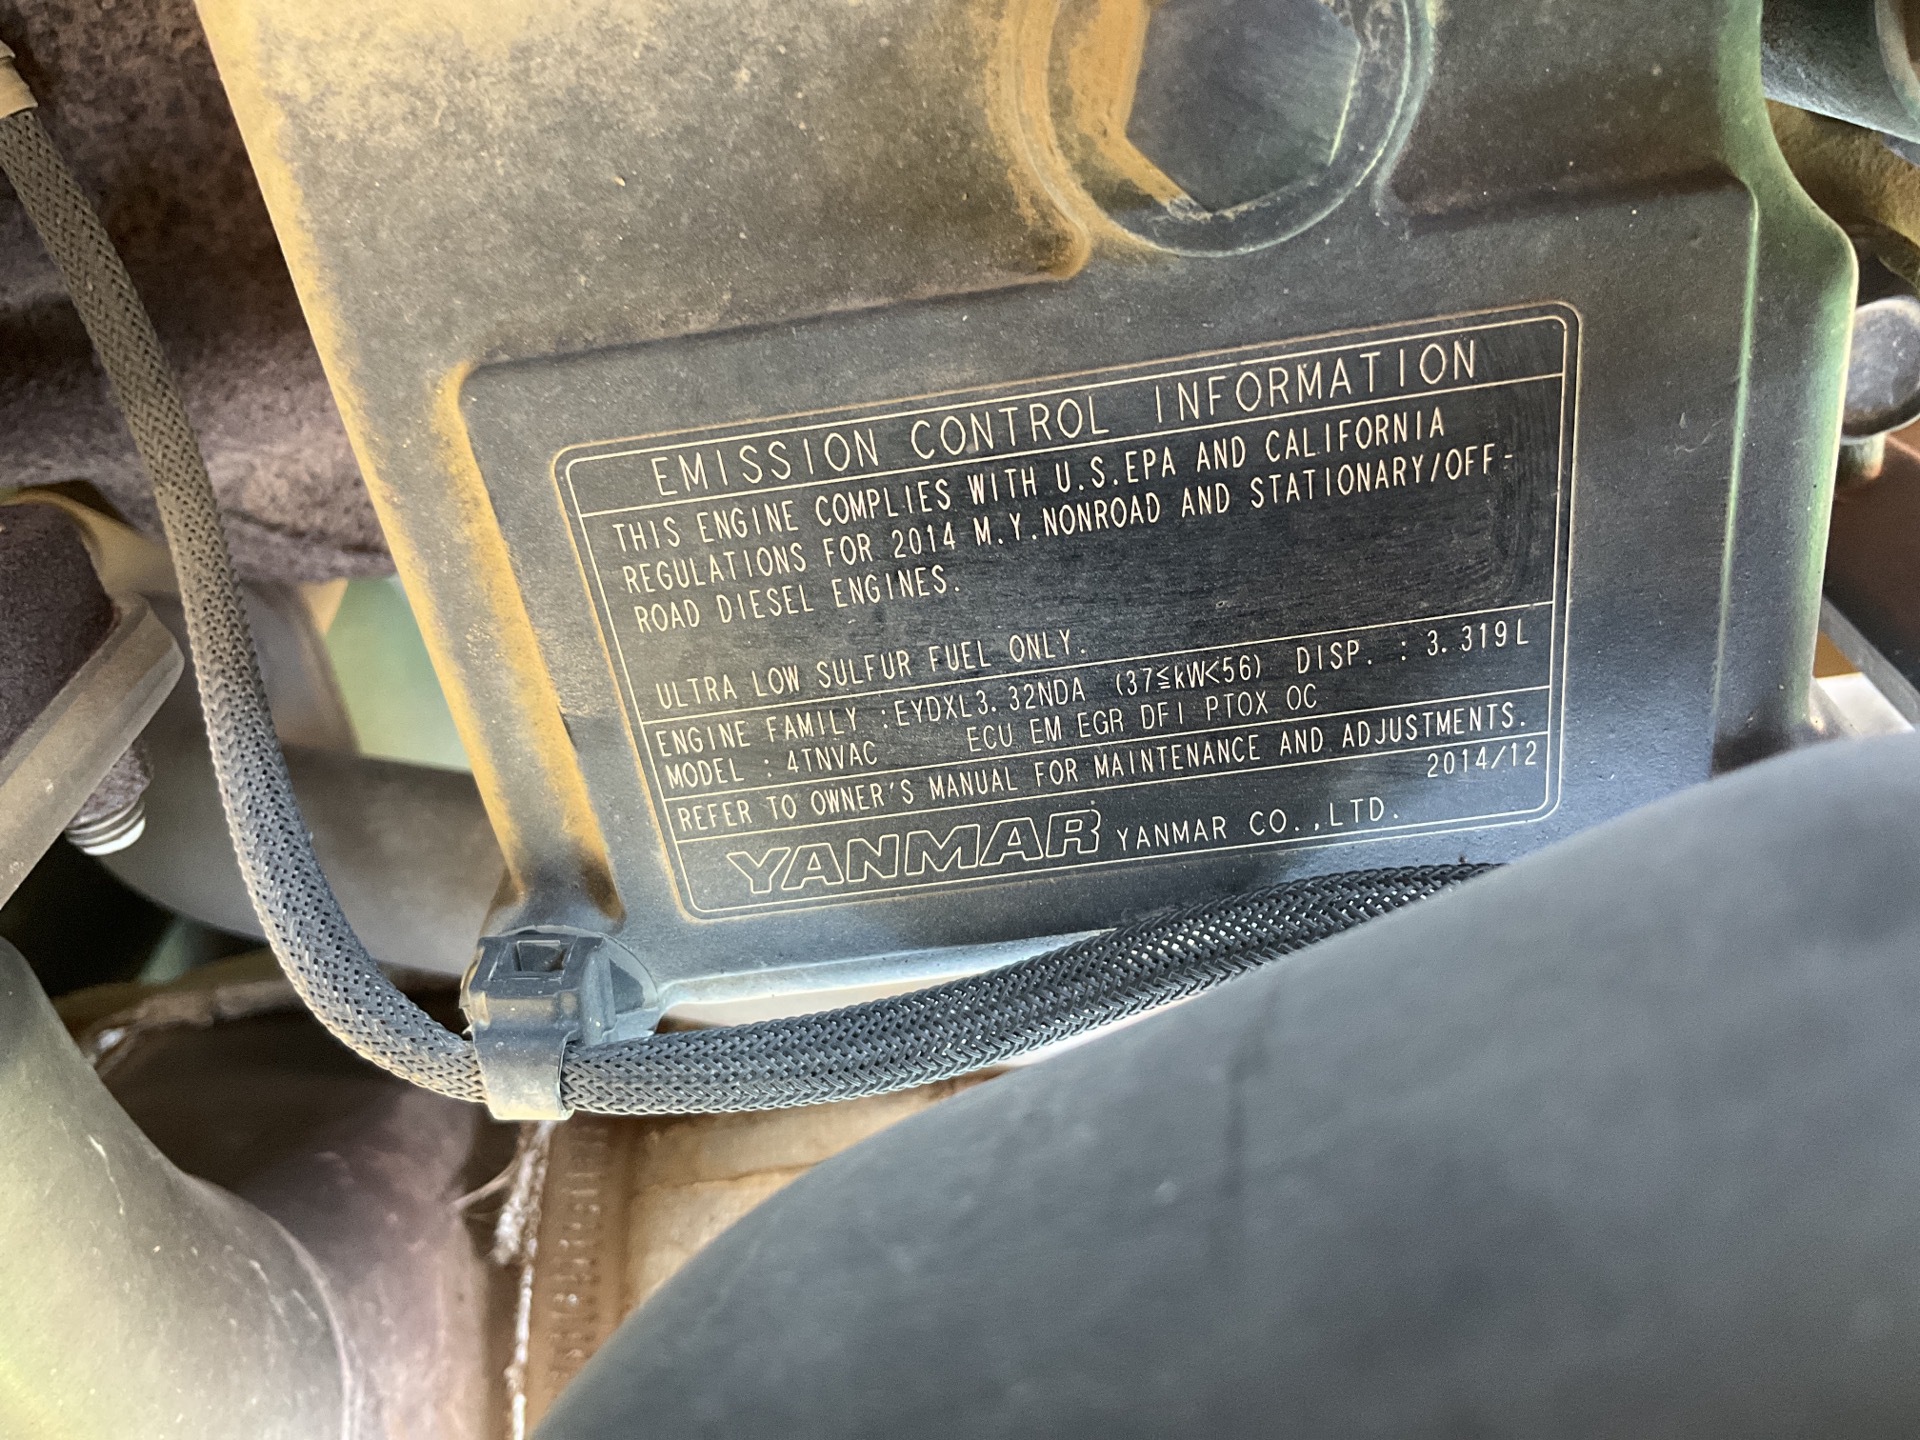 EMISSION CONTROL INFORMATION
THIS ENGINE COMPLIES WITH U.S.EPA AND CALIFORNIA
REGULATIONS FOR 2014 M.Y.NONROAD AND STATIONARY/OFF-
ROAD DIESEL ENGINES.
ULTRA LOW SULFUR FUEL ONLY.
ENGINE FAMILY :EYDXL3.32NDA (37≦kW<56) DISP. : 3.319L
MODEL : 4TNVAC ECU EM EGR DFI PTOX OC
REFER TO OWNER'S MANUAL FOR MAINTENANCE AND ADJUSTMENTS.
2014/12
YANMAR YANMAR CO.,LTD.